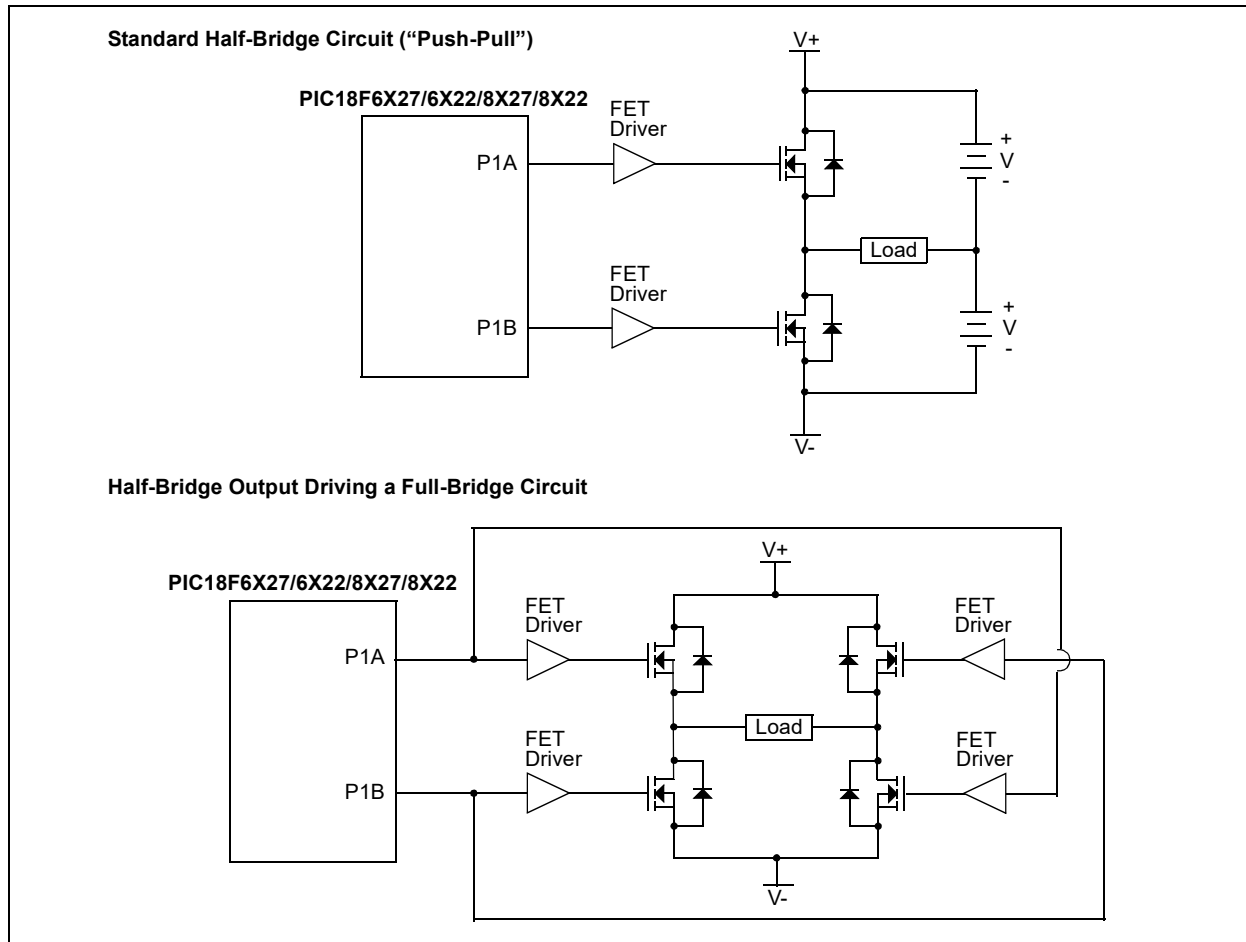 Standard Half-Bridge Circuit (“Push-Pull”)
V+
PIC18F6X27/6X22/8X27/8X22
FET
Driver
P1A
+
V
-
Load
FET
Driver
P1B
+
V
-
V-
Half-Bridge Output Driving a Full-Bridge Circuit
V+
PIC18F6X27/6X22/8X27/8X22
FET
Driver
FET
Driver
P1A
Load
FET
Driver
FET
Driver
P1B
V-